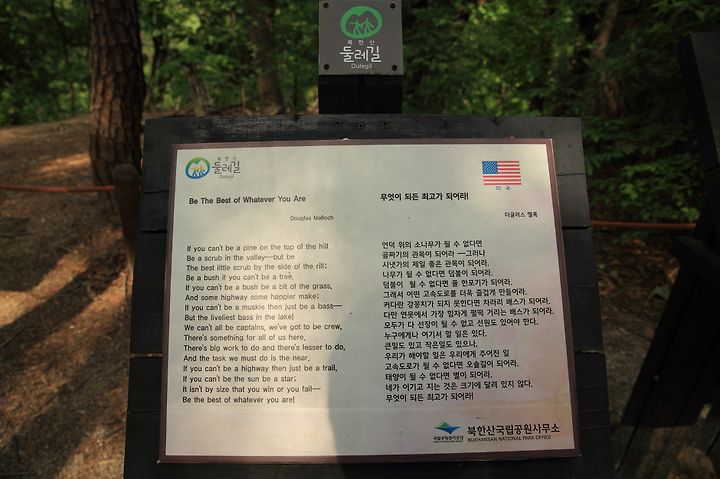 북한산
둘레길
Dulegil
북한산
둘레길
Dulegil
미 국
Be The Best of Whatever You Are
Douglas Malloch
If you can't be a pine on the top of the hill
Be a scrub in the valley—but be
The best little scrub by the side of the rill;
Be a bush if you can't be a tree,
If you can't be a bush be a bit of the grass,
And some highway some happier make;
If you can't be a muskie then just be a bass—
But the liveliest bass in the lake!
We can't all be captains, we've got to be crew,
There's something for all of us here,
There's big work to do and there's lesser to do,
And the task we must do is the near,
If you can't be a highway then just be a trail,
If you can't be the sun be a star;
It isn't by size that you win or you fail—
Be the best of whatever you are!
무엇이 되든 최고가 되어라!
더글러스 멜록
언덕 위의 소나무가 될 수 없다면
골짜기의 관목이 되어라 —그러나
시냇가의 제일 좋은 관목이 되어라.
나무가 될 수 없다면 덤불이 되어라.
덤불이 될 수 없다면 풀 한포기가 되어라.
그래서 어떤 고속도로를 더욱 즐겁게 만들어라.
커다란 강꼬치가 되지 못한다면 차라리 배스가 되어라.
다만 연못에서 가장 힘차게 펄떡 거리는 배스가 되어라.
모두가 다 선장이 될 수 없고 선원도 있어야 한다.
누구에게나 여기서 할 일은 있다.
큰일도 있고 작은일도 있으나,
우리가 해야할 일은 우리에게 주어진 일
고속도로가 될 수 없다면 오솔길이 되어라.
태양이 될 수 없다면 별이 되어라.
네가 이기고 지는 것은 크기에 달려 있지 않다.
무엇이 되든 최고가 되어라!
국립공원관리공단
북한산국립공원사무소
BUKHANSAN NATIONAL PARK OFFICE